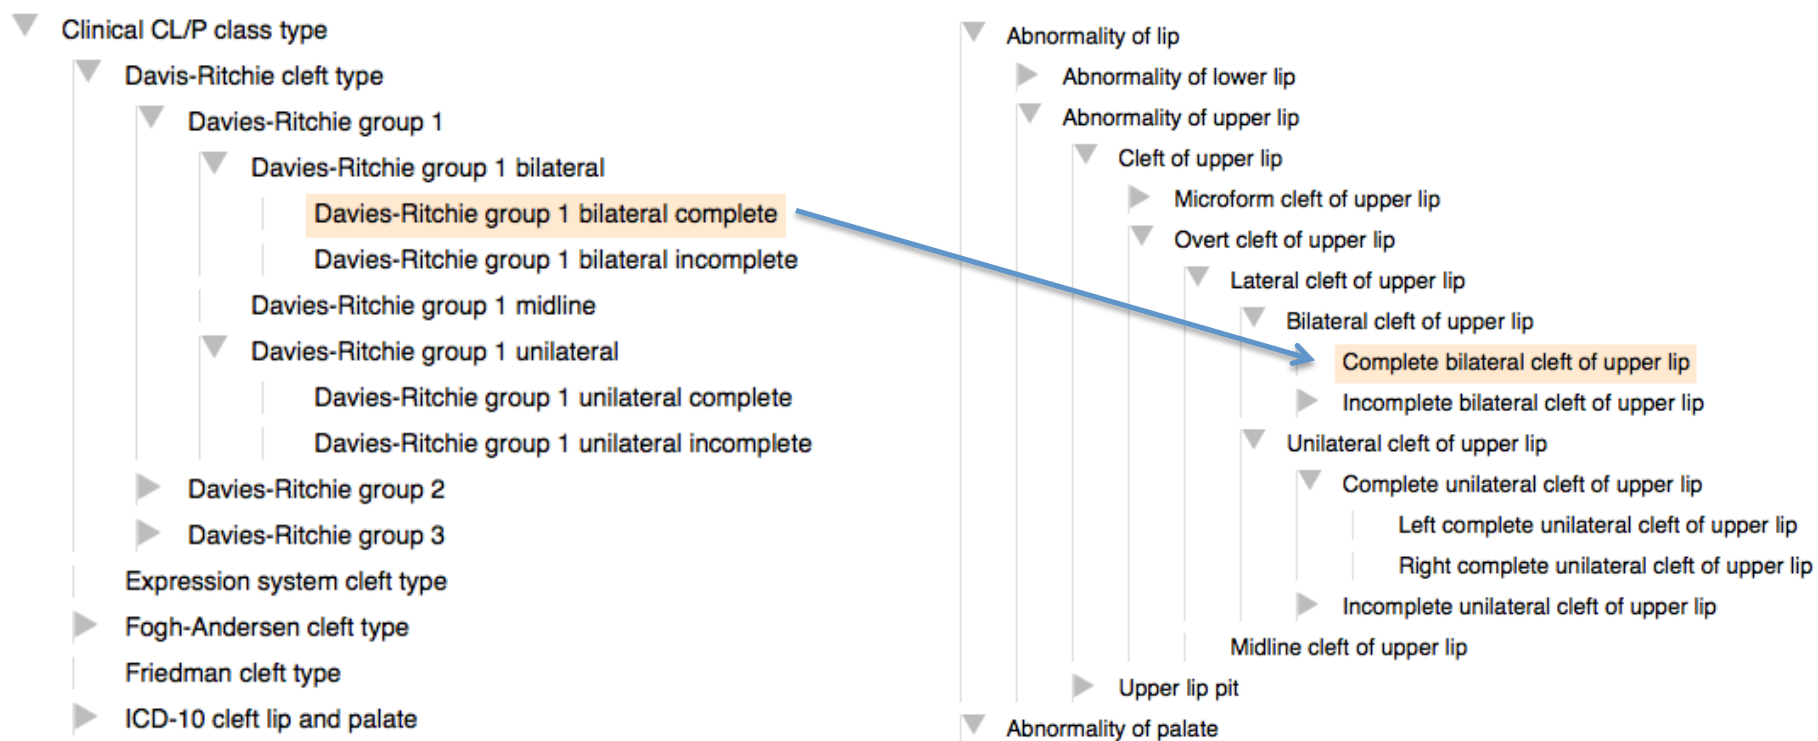 Clinical CL/P class type
Davis-Ritchie cleft type
Davies-Ritchie group 1
Davies-Ritchie group 1 bilateral
Davies-Ritchie group 1 bilateral complete
Davies-Ritchie group 1 bilateral incomplete
Davies-Ritchie group 1 midline
Davies-Ritchie group 1 unilateral
Davies-Ritchie group 1 unilateral complete
Davies-Ritchie group 1 unilateral incomplete
Davies-Ritchie group 2
Davies-Ritchie group 3
Expression system cleft type
Fogh-Andersen cleft type
Friedman cleft type
ICD-10 cleft lip and palate
Abnormality of lip
Abnormality of lower lip
Abnormality of upper lip
Cleft of upper lip
Microform cleft of upper lip
Overt cleft of upper lip
Lateral cleft of upper lip
Bilateral cleft of upper lip
Complete bilateral cleft of upper lip
Incomplete bilateral cleft of upper lip
Unilateral cleft of upper lip
Complete unilateral cleft of upper lip
Left complete unilateral cleft of upper lip
Right complete unilateral cleft of upper lip
Incomplete unilateral cleft of upper lip
Midline cleft of upper lip
Upper lip pit
Abnormality of palate